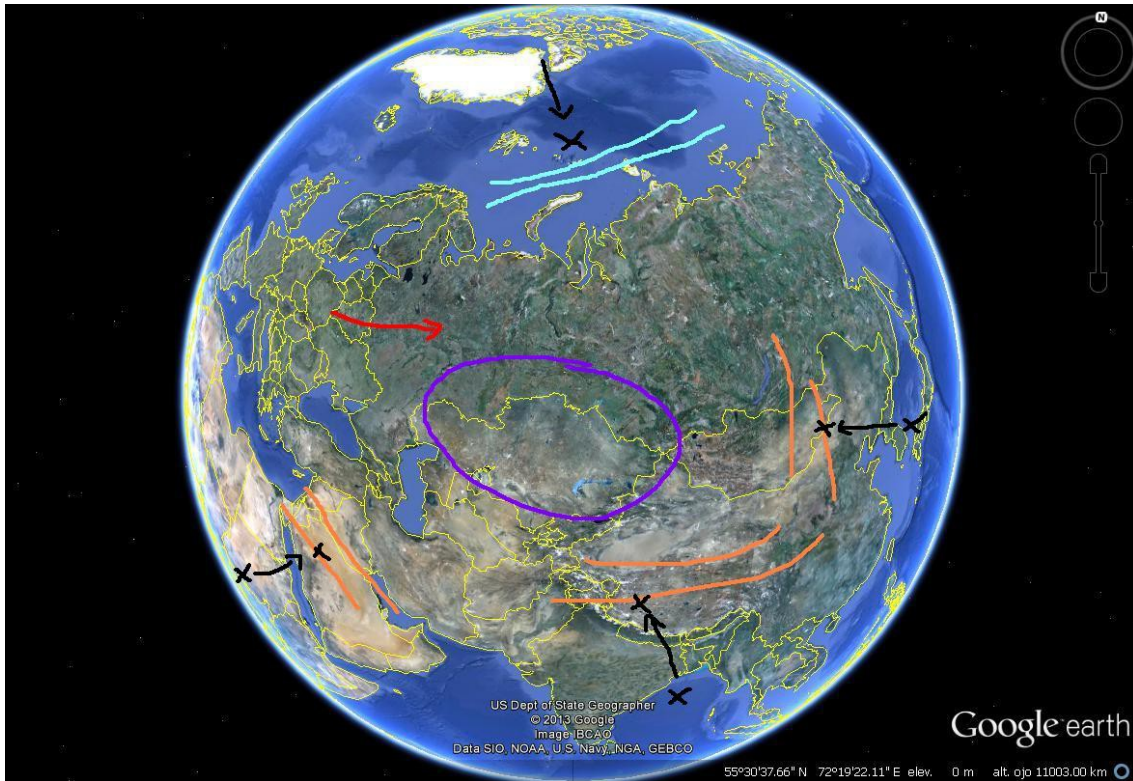 N
US Dept of State Geographer
© 2013 Google
Image IBCAO
Data SIO, NOAA, U.S. Navy, NGA, GEBCO
Google earth
55°30'37.66" N 72°19'22.11" E elev. 0 m alt. ojo 11003.00 km